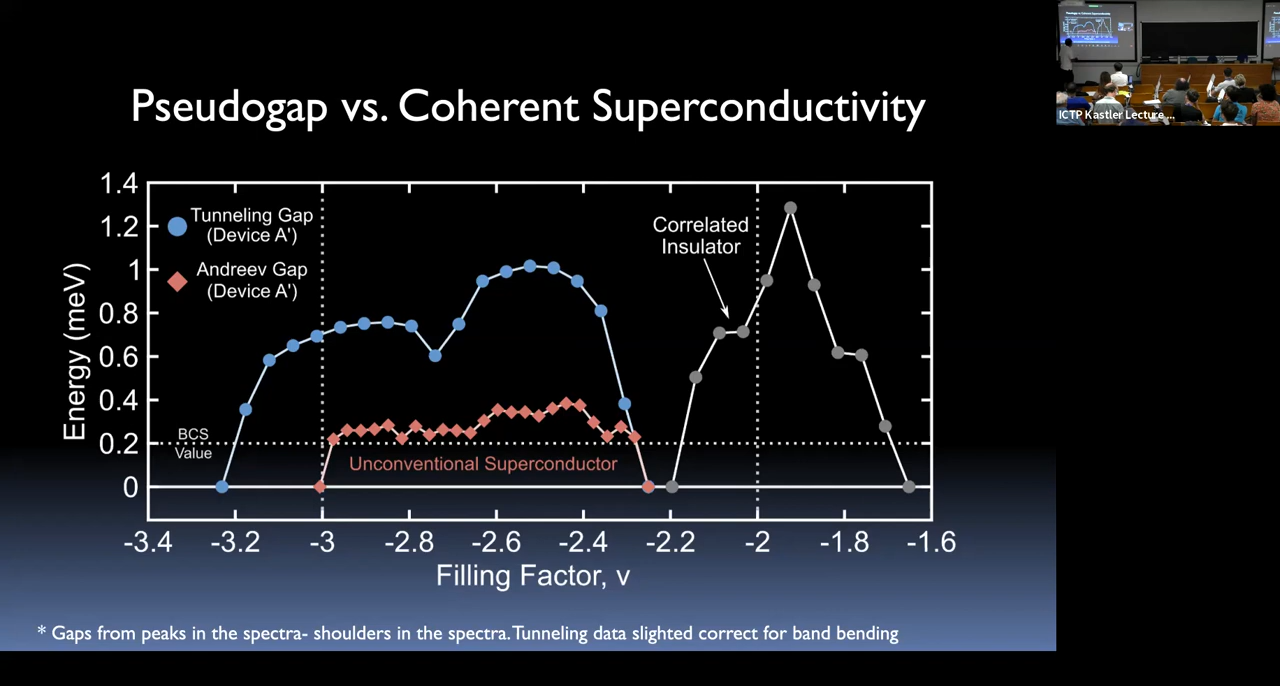 Pseudogap vs. Coherent Superconductivity
ICTP Kastler Lecture ...
1.4
1.2
1
0.8
0.6
0.4
0.2
0
Energy (meV)
Tunneling Gap
(Device A')
Andreev Gap
(Device A')
Correlated
Insulator
BCS
Value
Unconventional Superconductor
-3.4 -3.2 -3 -2.8 -2.6 -2.4 -2.2 -2 -1.8 -1.6
Filling Factor, ν
* Gaps from peaks in the spectra- shoulders in the spectra. Tunneling data slighted correct for band bending